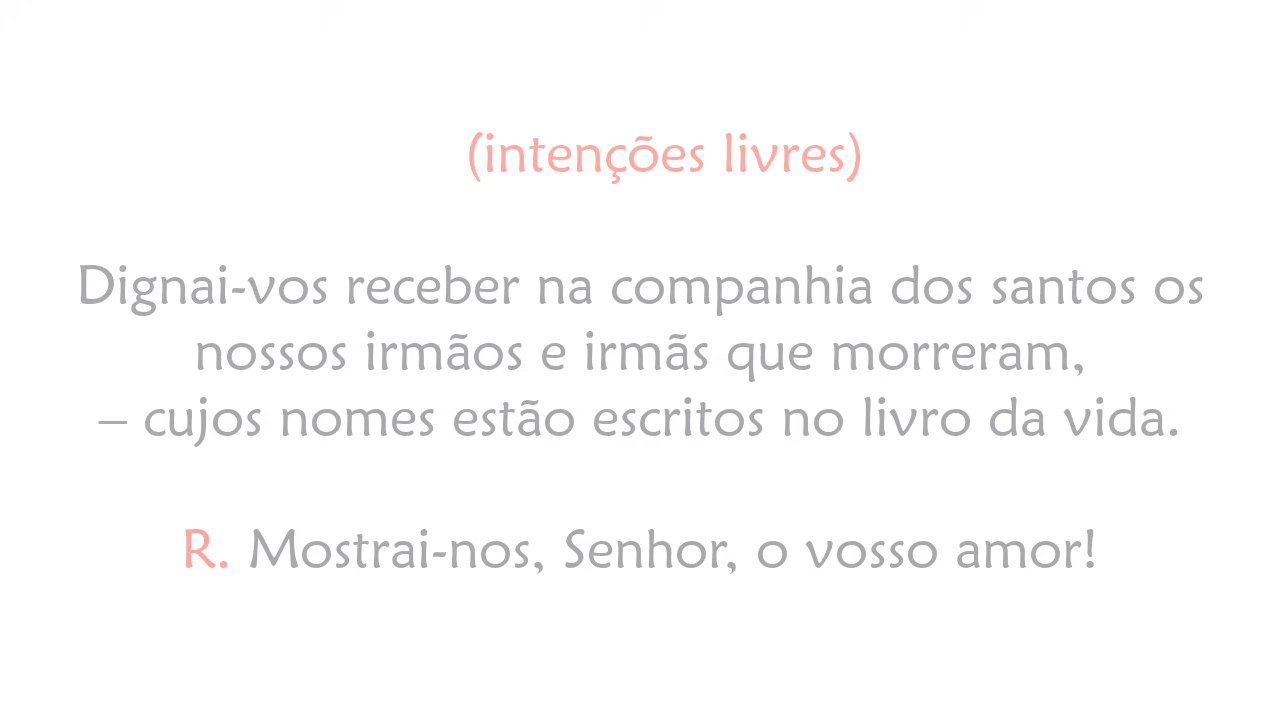 (intenções livres)
Dignai-vos receber na companhia dos santos os
nossos irmãos e irmãs que morreram,
– cujos nomes estão escritos no livro da vida.
R. Mostrai-nos, Senhor, o vosso amor!